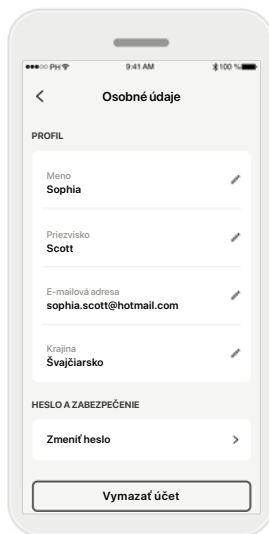 PH 9:41 AM 100 %
Osobné údaje
PROFIL
Meno
Sophia
Priezvisko
Scott
E-mailová adresa
sophia.scott@hotmail.com
Krajina
Švajčiarsko
HESLO A ZABEZPEČENIE
Zmeniť heslo
Vymazať účet